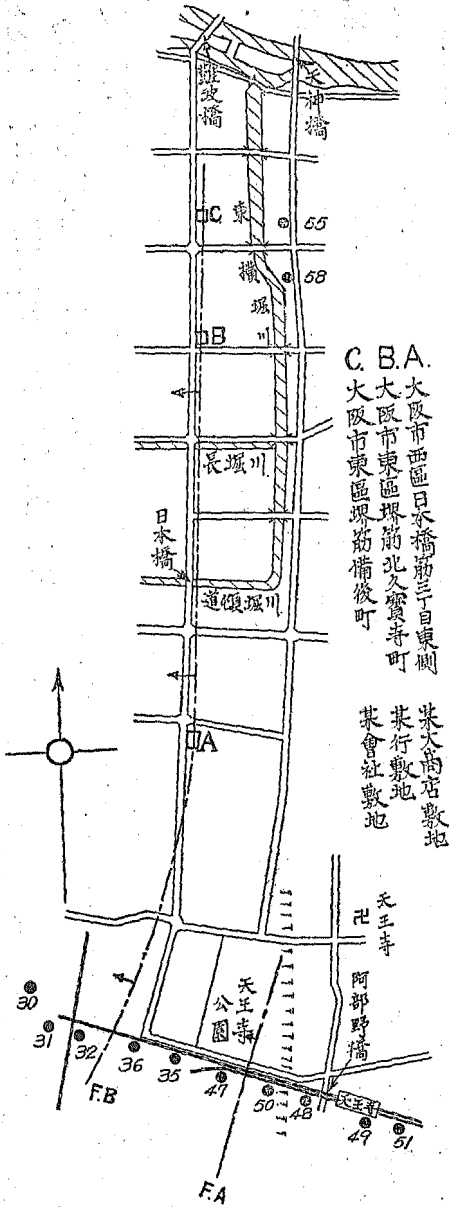 難波橋
天神橋
C
東横堀川
55
58
B
長堀川
日本橋
道頓堀川
A
A. 大阪市西區日本橋筋三丁目東側 某大商店敷地
B. 大阪市東區堺筋北久寶寺町 某行敷地
C. 大阪市東區堺筋備後町 某會社敷地
卍 天王寺
天王寺公園
阿部野橋
天王寺
30
31
32
36
35
47
50
48
49
51
F.B
F.A